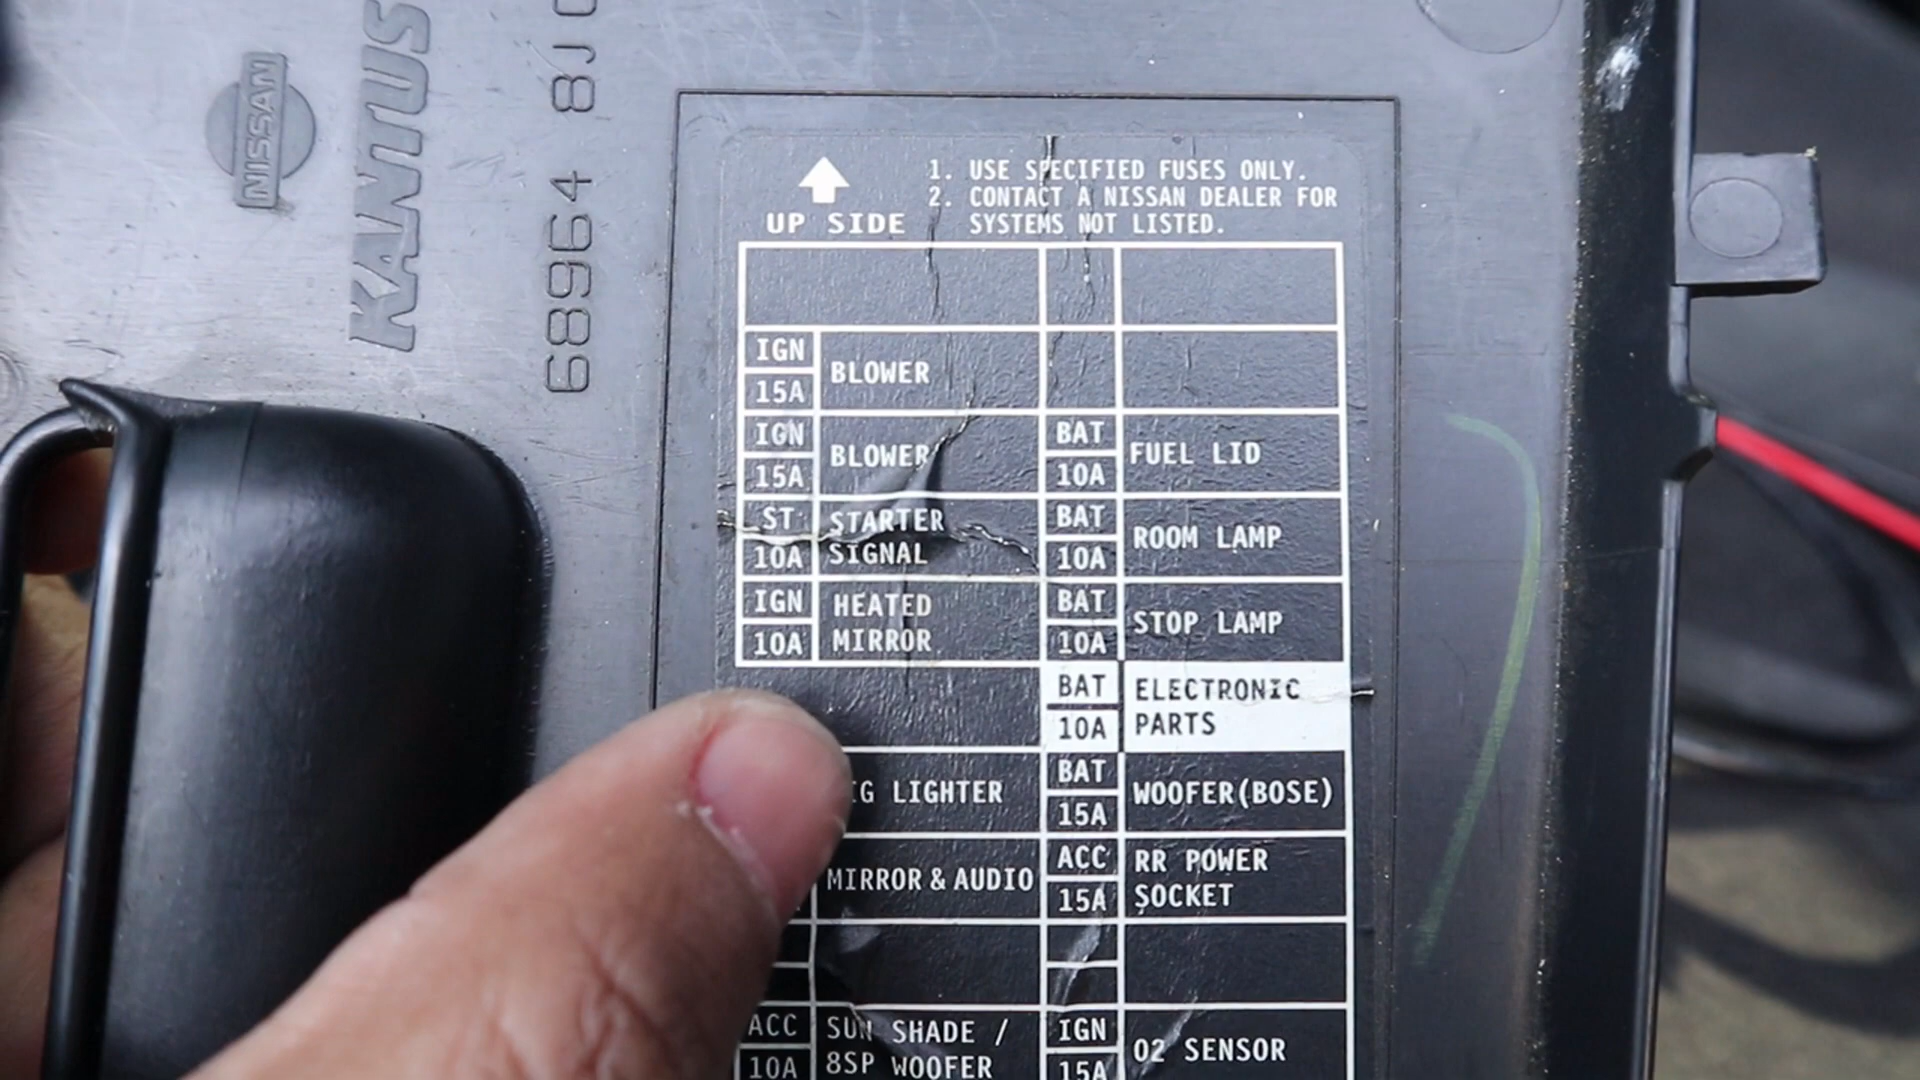 NISSAN
KANTUS
68964 8J0
UP SIDE
1. USE SPECIFIED FUSES ONLY.
2. CONTACT A NISSAN DEALER FOR
SYSTEMS NOT LISTED.
IGN
15A
BLOWER
IGN
15A
BLOWER
BAT
10A
FUEL LID
ST
10A
STARTER
SIGNAL
BAT
10A
ROOM LAMP
IGN
10A
HEATED
MIRROR
BAT
10A
STOP LAMP
BAT
10A
ELECTRONIC
PARTS
LIGHTER
BAT
15A
WOOFER(BOSE)
MIRROR & AUDIO
ACC
15A
RR POWER
SOCKET
ACC
10A
SUN SHADE /
8SP WOOFER
IGN
15A
O2 SENSOR